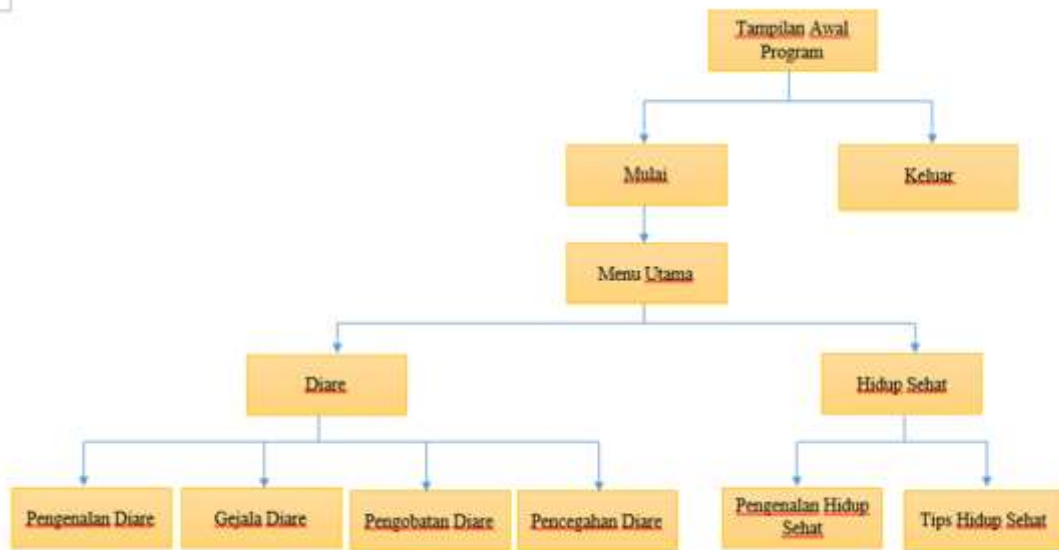 Tampilan Awal
Program
Mulai
Keluar
Menu Utama
Diare
Hidup Sehat
Pengenalan Diare
Gejala Diare
Pengobatan Diare
Pencegahan Diare
Pengenalan Hidup
Sehat
Tips Hidup Sehat